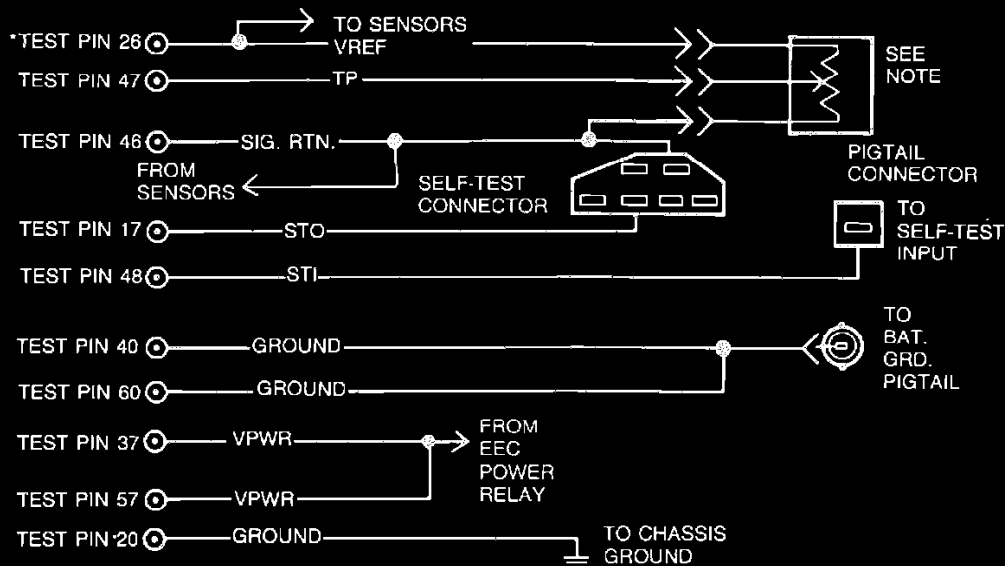 TO SENSORS
*TEST PIN 26 VREF
TEST PIN 47 TP
SEE
NOTE
TEST PIN 46 SIG. RTN.
FROM
SENSORS
SELF-TEST
CONNECTOR
PIGTAIL
CONNECTOR
TEST PIN 17 STO
TO
SELF-TEST
INPUT
TEST PIN 48 STI
TEST PIN 40 GROUND
TO
BAT.
GRD.
PIGTAIL
TEST PIN 60 GROUND
TEST PIN 37 VPWR
FROM
EEC
POWER
RELAY
TEST PIN 57 VPWR
TEST PIN 20 GROUND
TO CHASSIS
GROUND